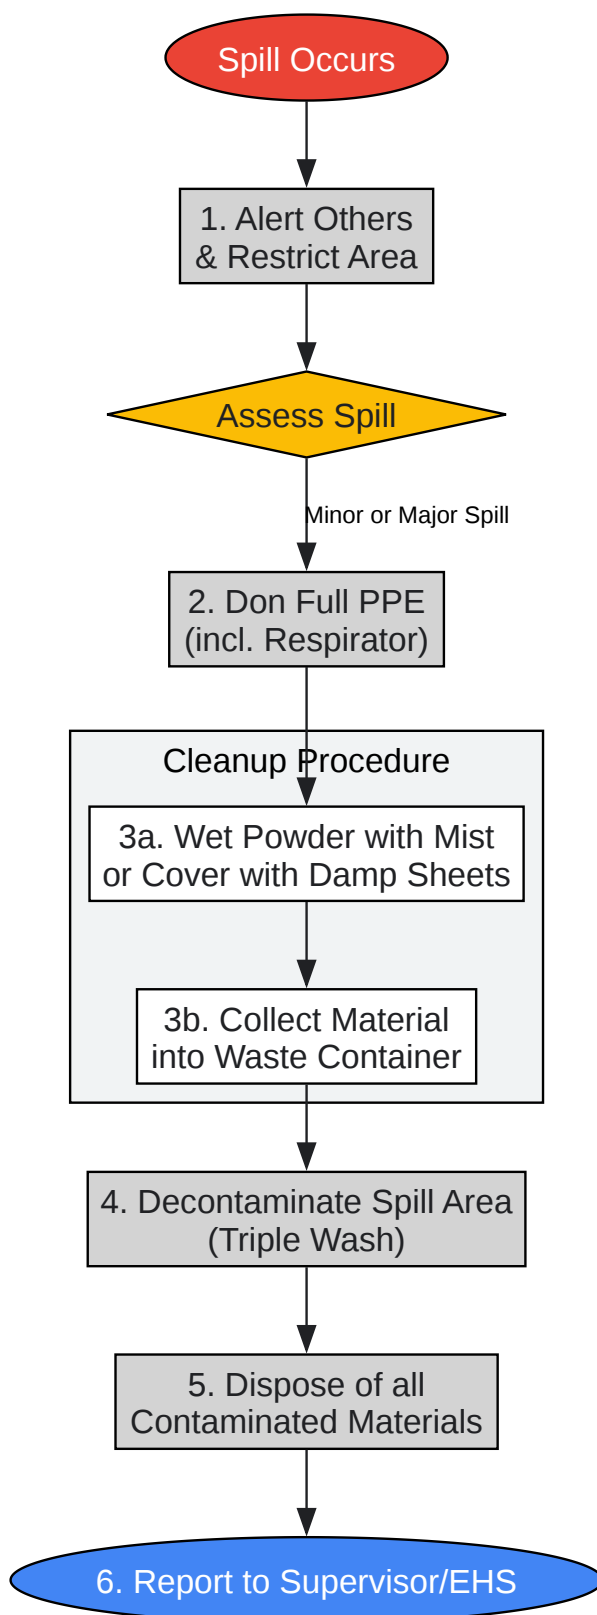 Spill Occurs
1. Alert Others
& Restrict Area
Assess Spill
Minor or Major Spill
2. Don Full PPE
(incl. Respirator)
Cleanup Procedure
3a. Wet Powder with Mist
or Cover with Damp Sheets
3b. Collect Material
into Waste Container
4. Decontaminate Spill Area
(Triple Wash)
5. Dispose of all
Contaminated Materials
6. Report to Supervisor/EHS